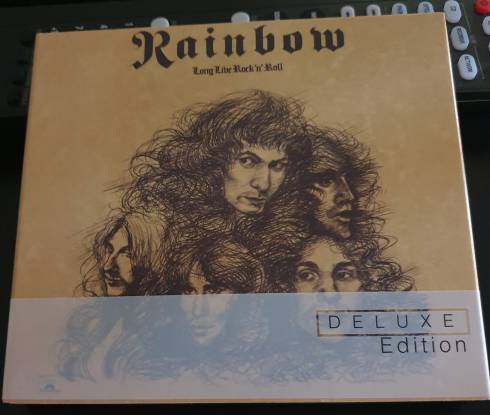 Rainbow
Long Live Rock 'n' Roll
DELUXE
Edition